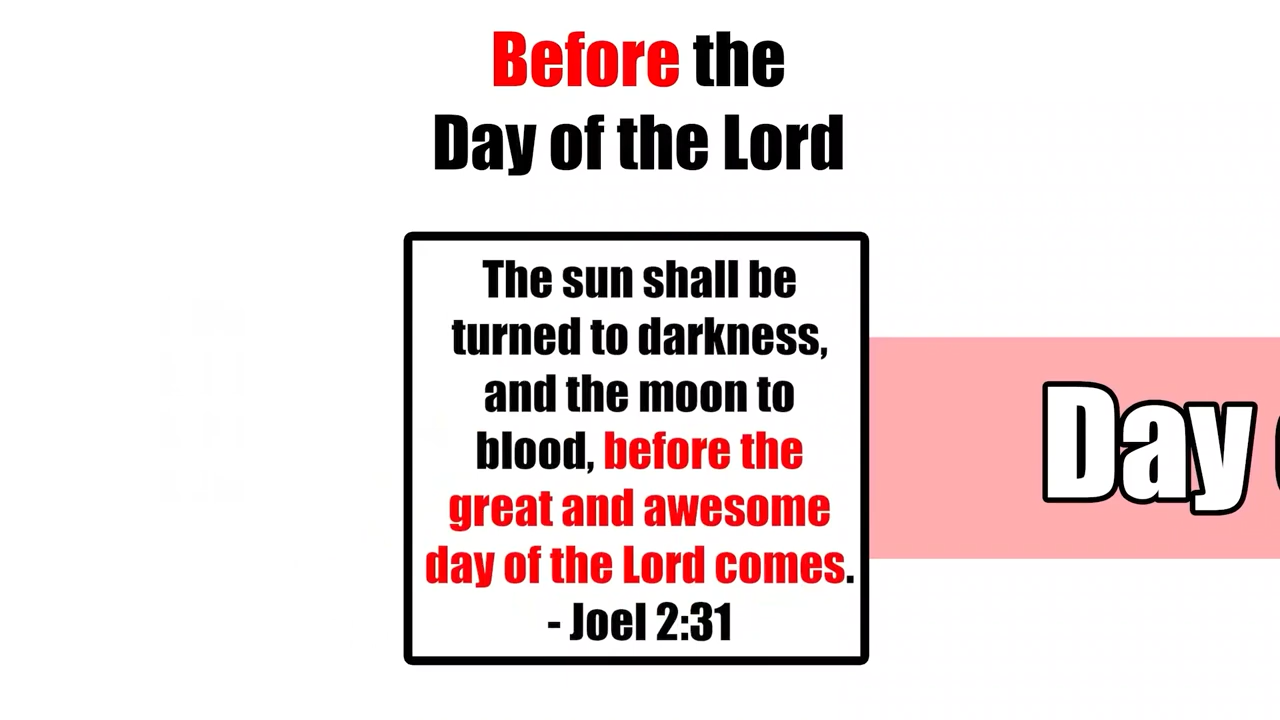 Before the
Day of the Lord
The sun shall be
turned to darkness,
and the moon to
blood, before the
great and awesome
day of the Lord comes.
- Joel 2:31
Day